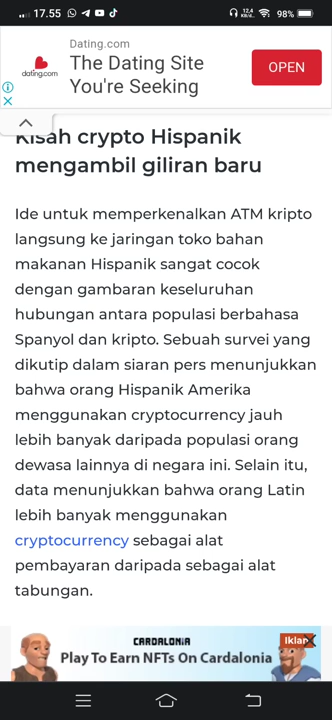 17.55
12,4
KB/d..
98%
Dating.com
The Dating Site
You're Seeking
dating.com
OPEN
Kisah crypto Hispanik
mengambil giliran baru
Ide untuk memperkenalkan ATM kripto
langsung ke jaringan toko bahan
makanan Hispanik sangat cocok
dengan gambaran keseluruhan
hubungan antara populasi berbahasa
Spanyol dan kripto. Sebuah survei yang
dikutip dalam siaran pers menunjukkan
bahwa orang Hispanik Amerika
menggunakan cryptocurrency jauh
lebih banyak daripada populasi orang
dewasa lainnya di negara ini. Selain itu,
data menunjukkan bahwa orang Latin
lebih banyak menggunakan
cryptocurrency sebagai alat
pembayaran daripada sebagai alat
tabungan.
CARDALONIA
Play To Earn NFTs On Cardalonia
Iklan